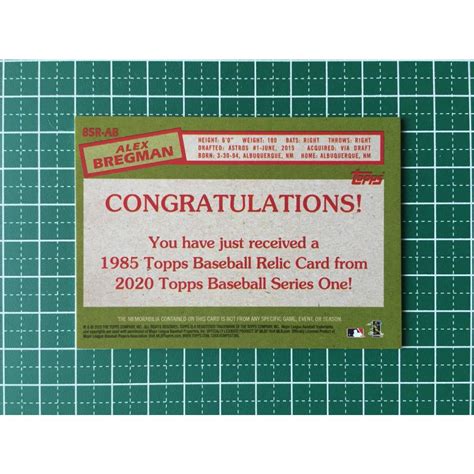 85R-AB
ALEX
BREGMAN
HEIGHT: 6'0" WEIGHT: 180 BATS: RIGHT THROWS: RIGHT
DRAFTED: ASTROS #1-JUNE, 2015 ACQUIRED: VIA DRAFT
BORN: 3-30-94, ALBUQUERQUE, NM HOME: ALBUQUERQUE, NM
TOPPS
CONGRATULATIONS!
You have just received a
1985 Topps Baseball Relic Card from
2020 Topps Baseball Series One!
THE MEMORABILIA CONTAINED ON THIS CARD IS NOT FROM ANY SPECIFIC GAME, EVENT, OR SEASON.